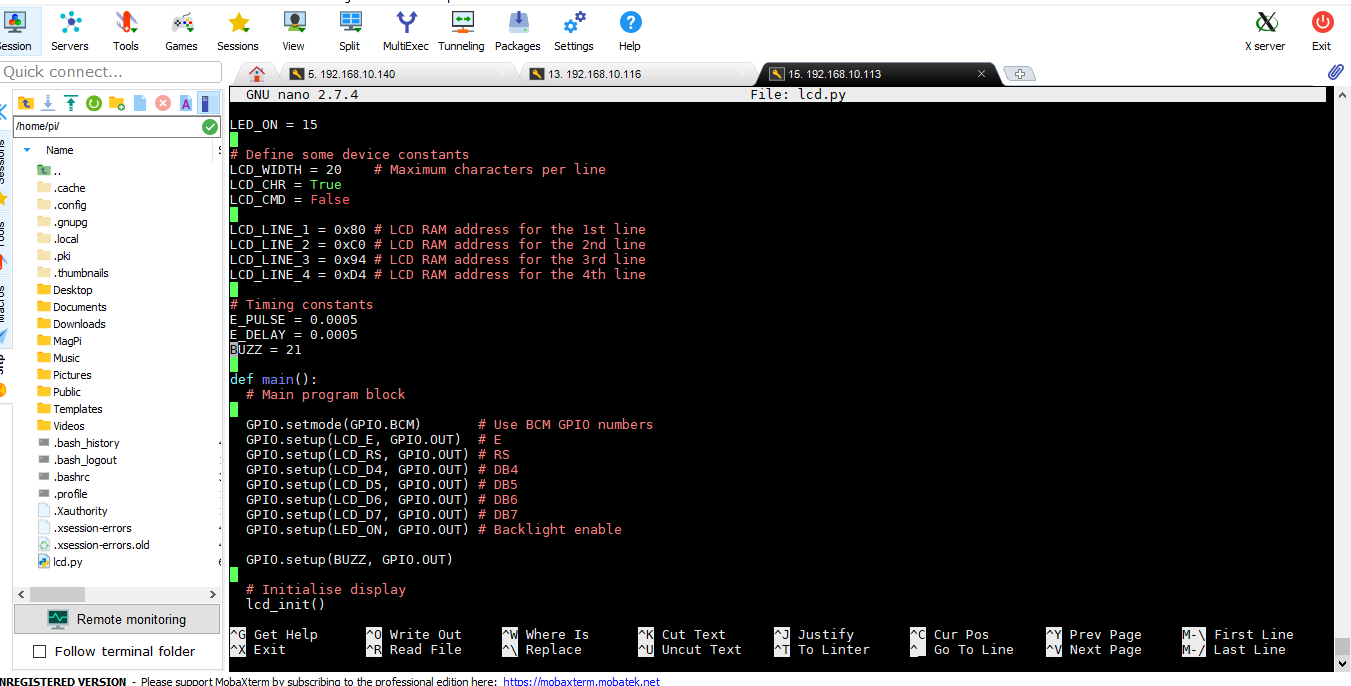 Session Servers Tools Games Sessions View Split MultiExec Tunneling Packages Settings Help X server Exit
Quick connect...
5. 192.168.10.140
13. 192.168.10.116
15. 192.168.10.113
/home/pi/
Name
..
.cache
.config
.gnupg
.local
.pki
.thumbnails
Desktop
Documents
Downloads
MagPi
Music
Pictures
Public
Templates
Videos
.bash_history
.bash_logout
.bashrc
.profile
.Xauthority
.xsession-errors
.xsession-errors.old
lcd.py
Remote monitoring
Follow terminal folder
GNU nano 2.7.4 File: lcd.py
LED_ON = 15
# Define some device constants
LCD_WIDTH = 20    # Maximum characters per line
LCD_CHR = True
LCD_CMD = False
LCD_LINE_1 = 0x80 # LCD RAM address for the 1st line
LCD_LINE_2 = 0xC0 # LCD RAM address for the 2nd line
LCD_LINE_3 = 0x94 # LCD RAM address for the 3rd line
LCD_LINE_4 = 0xD4 # LCD RAM address for the 4th line
# Timing constants
E_PULSE = 0.0005
E_DELAY = 0.0005
BUZZ = 21
def main():
  # Main program block
  GPIO.setmode(GPIO.BCM)       # Use BCM GPIO numbers
  GPIO.setup(LCD_E, GPIO.OUT)  # E
  GPIO.setup(LCD_RS, GPIO.OUT) # RS
  GPIO.setup(LCD_D4, GPIO.OUT) # DB4
  GPIO.setup(LCD_D5, GPIO.OUT) # DB5
  GPIO.setup(LCD_D6, GPIO.OUT) # DB6
  GPIO.setup(LCD_D7, GPIO.OUT) # DB7
  GPIO.setup(LED_ON, GPIO.OUT) # Backlight enable
  GPIO.setup(BUZZ, GPIO.OUT)
  # Initialise display
  lcd_init()
^G Get Help ^O Write Out ^W Where Is ^K Cut Text ^J Justify ^C Cur Pos ^Y Prev Page M-\ First Line
^X Exit ^R Read File ^\ Replace ^U Uncut Text ^T To Linter ^_ Go To Line ^V Next Page M-/ Last Line
UNREGISTERED VERSION - Please support MobaXterm by subscribing to the professional edition here: https://mobaxterm.mobatek.net